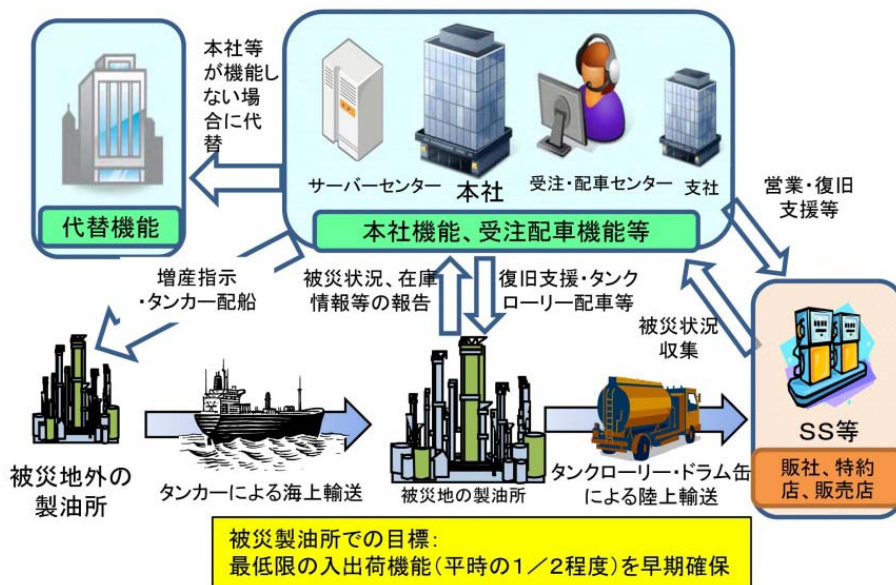 本社等
が機能し
ない場
合に代
替
サーバーセンター
本社
受注・配車センター
支社
代替機能
本社機能、受注配車機能等
営業・復旧
支援等
増産指示
・タンカー配船
被災状況、在庫
情報等の報告
復旧支援・タンク
ローリー配車等
被災状況
収集
被災地外の
製油所
タンカーによる海上輸送
被災地の製油所
タンクローリー・ドラム缶
による陸上輸送
SS等
販社、特約
店、販売店
被災製油所での目標：
最低限の入出荷機能（平時の1／2程度）を早期確保